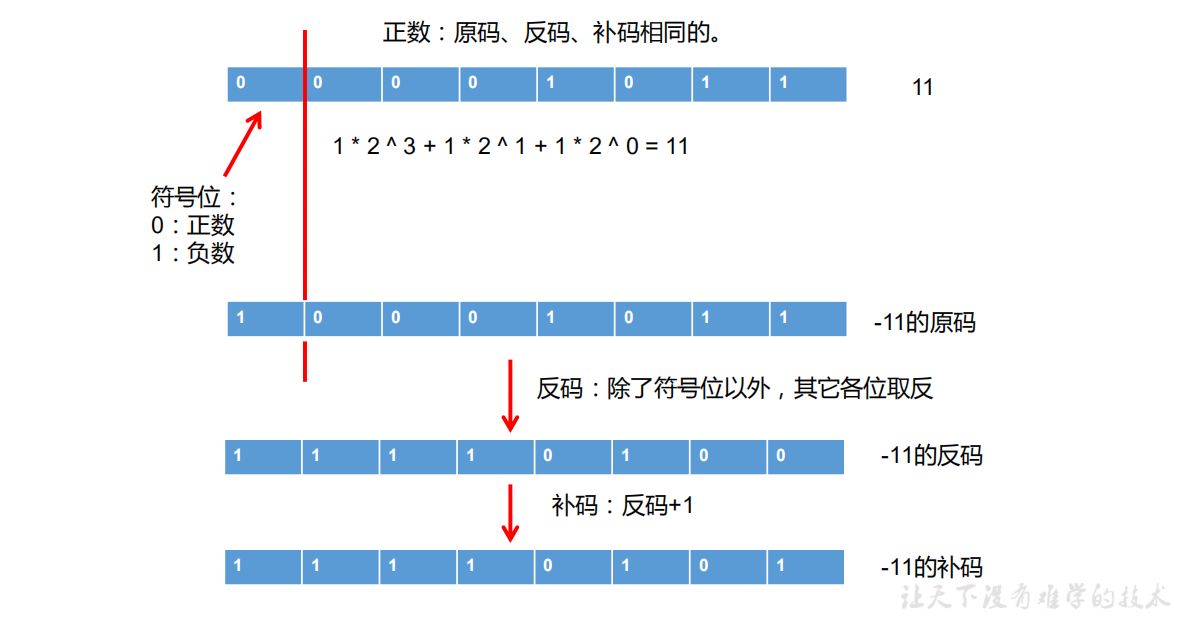 正数：原码、反码、补码相同的。
0 0 0 0 1 0 1 1 11
1 * 2 ^ 3 + 1 * 2 ^ 1 + 1 * 2 ^ 0 = 11
符号位：
0：正数
1：负数
1 0 0 0 1 0 1 1 -11的原码
反码：除了符号位以外，其它各位取反
1 1 1 1 0 1 0 0 -11的反码
补码：反码+1
1 1 1 1 0 1 0 1 -11的补码
让天下没有难学的技术